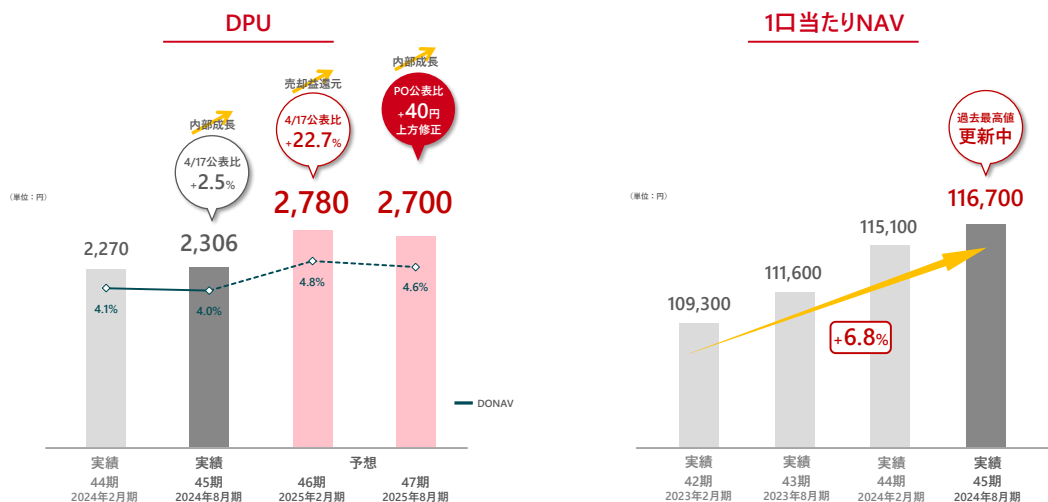 DPU
（単位：円）
2,270
4.1%
内部成長
4/17公表比
+2.5%
2,306
4.0%
売却益還元
4/17公表比
+22.7%
2,780
4.8%
内部成長
PO公表比
+40円
上方修正
2,700
4.6%
DONAV
実績
44期
2024年2月期
実績
45期
2024年8月期
予想
46期
2025年2月期
47期
2025年8月期
1口当たりNAV
（単位：円）
109,300
111,600
115,100
過去最高値
更新中
116,700
+6.8%
実績
42期
2023年2月期
実績
43期
2023年8月期
実績
44期
2024年2月期
実績
45期
2024年8月期